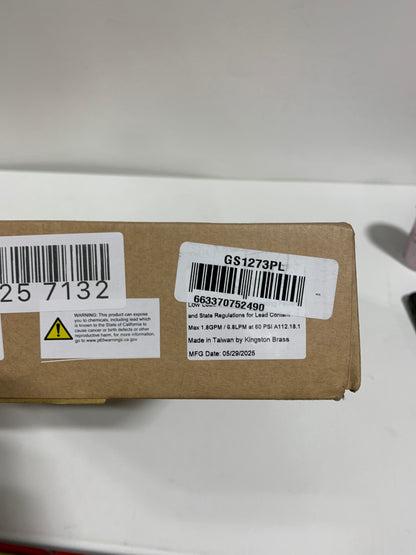 25 7132
WARNING: This product can expose
you to chemicals, including lead which
is known to the State of California to
cause cancer or birth defects or other
reproductive harm, for more information,
go to www.p65warnings.ca.gov
GS1273PL
663370752490
Low
and State Regulations for Lead Content
Max 1.8GPM / 6.8LPM at 60 PSI A112.18.1
Made in Taiwan by Kingston Brass
MFG Date: 05/29/2025